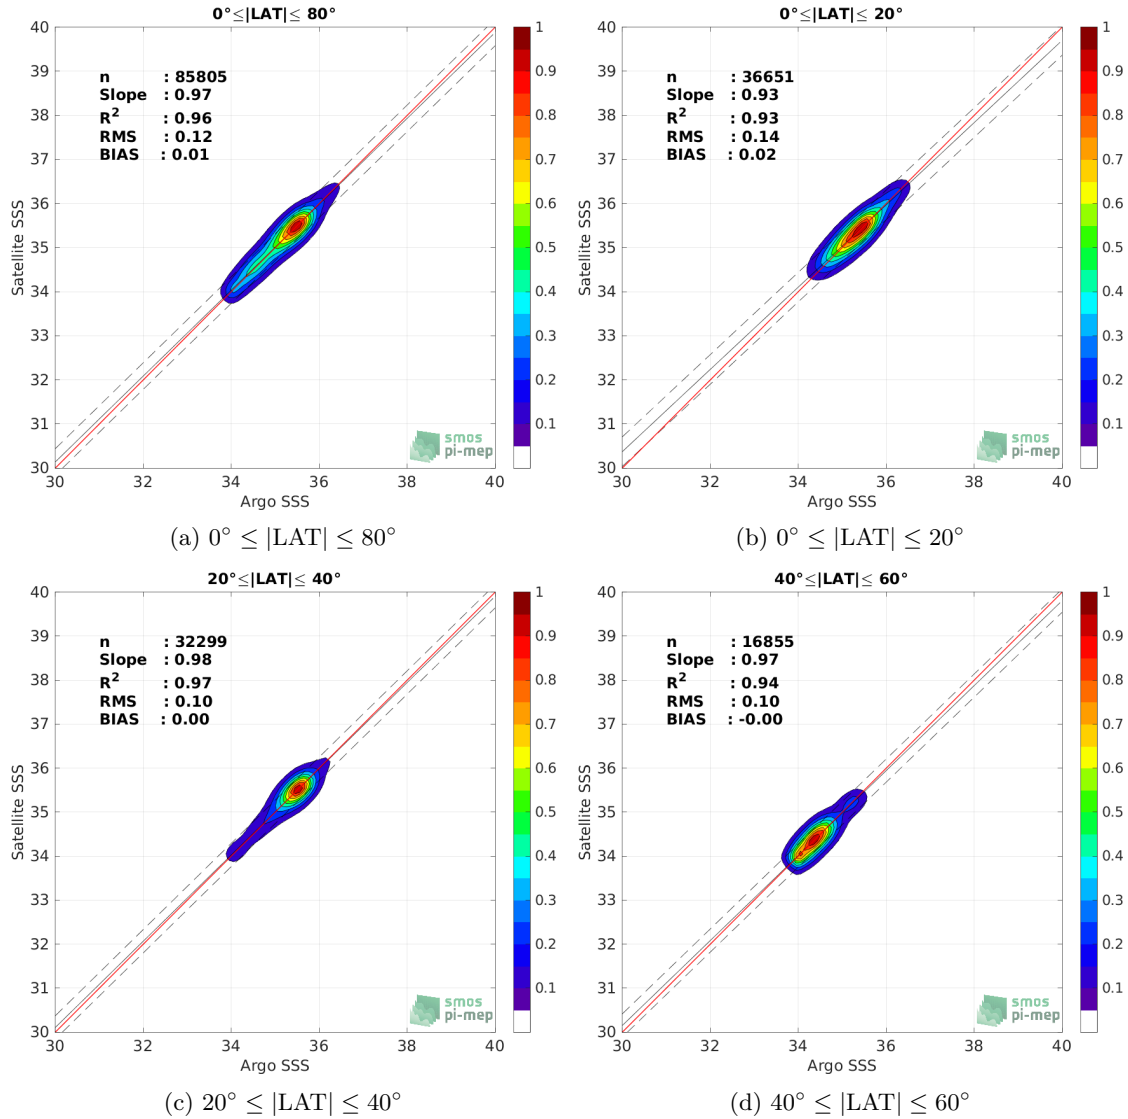 0°≤|LAT|≤ 80°
n : 85805
Slope : 0.97
R² : 0.96
RMS : 0.12
BIAS : 0.01
Satellite SSS
40
39
38
37
36
35
34
33
32
31
30
30 32 34 36 38 40
Argo SSS
smos
pi-mep
1
0.9
0.8
0.7
0.6
0.5
0.4
0.3
0.2
0.1
(a) 0° ≤ |LAT| ≤ 80°
0°≤|LAT|≤ 20°
n : 36651
Slope : 0.93
R² : 0.93
RMS : 0.14
BIAS : 0.02
Satellite SSS
40
39
38
37
36
35
34
33
32
31
30
30 32 34 36 38 40
Argo SSS
smos
pi-mep
1
0.9
0.8
0.7
0.6
0.5
0.4
0.3
0.2
0.1
(b) 0° ≤ |LAT| ≤ 20°
20°≤|LAT|≤ 40°
n : 32299
Slope : 0.98
R² : 0.97
RMS : 0.10
BIAS : 0.00
Satellite SSS
40
39
38
37
36
35
34
33
32
31
30
30 32 34 36 38 40
Argo SSS
smos
pi-mep
1
0.9
0.8
0.7
0.6
0.5
0.4
0.3
0.2
0.1
(c) 20° ≤ |LAT| ≤ 40°
40°≤|LAT|≤ 60°
n : 16855
Slope : 0.97
R² : 0.94
RMS : 0.10
BIAS : -0.00
Satellite SSS
40
39
38
37
36
35
34
33
32
31
30
30 32 34 36 38 40
Argo SSS
smos
pi-mep
1
0.9
0.8
0.7
0.6
0.5
0.4
0.3
0.2
0.1
(d) 40° ≤ |LAT| ≤ 60°